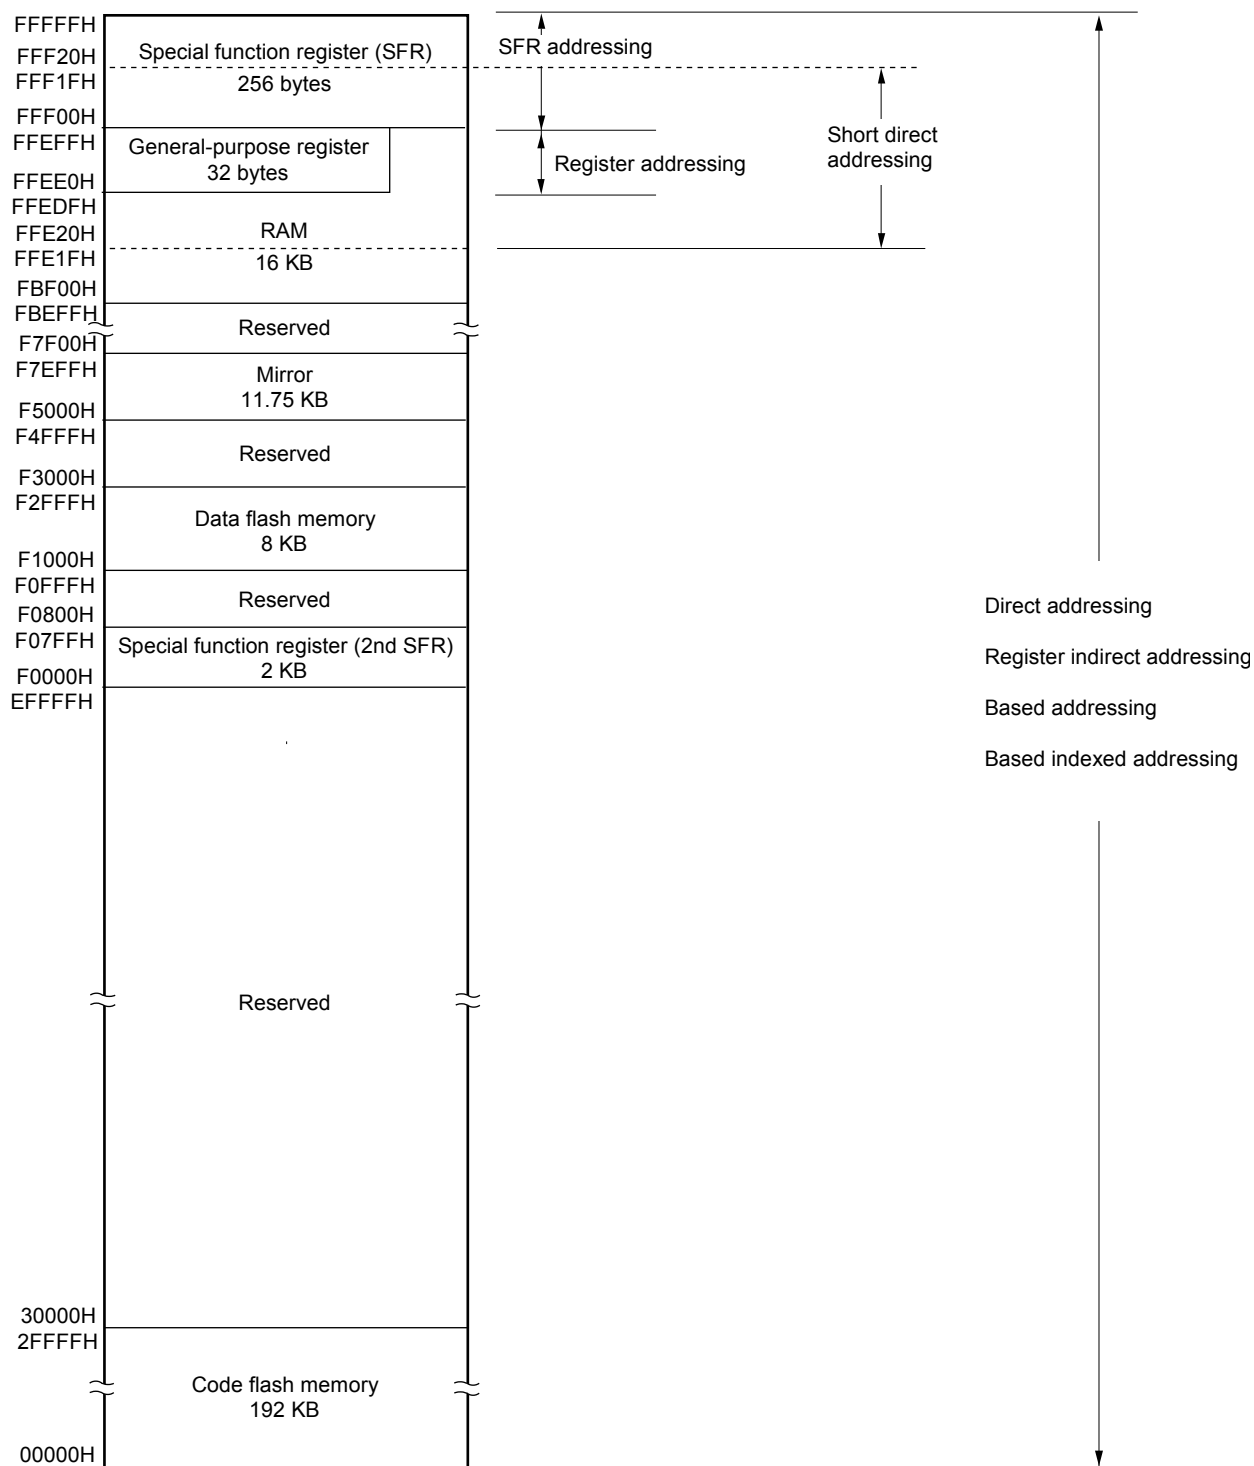 FFFFFH
FFF20H
FFF1FH
FFF00H
FFEFFH
FFEE0H
FFEDFH
FFE20H
FFE1FH
FBF00H
FBEFFH
F7F00H
F7EFFH
F5000H
F4FFFH
F3000H
F2FFFH
F1000H
F0FFFH
F0800H
F07FFH
F0000H
EFFFFH
30000H
2FFFFH
00000H
Special function register (SFR)
256 bytes
General-purpose register
32 bytes
RAM
16 KB
Reserved
Mirror
11.75 KB
Reserved
Data flash memory
8 KB
Reserved
Special function register (2nd SFR)
2 KB
Reserved
Code flash memory
192 KB
SFR addressing
Register addressing
Short direct
addressing
Direct addressing
Register indirect addressing
Based addressing
Based indexed addressing